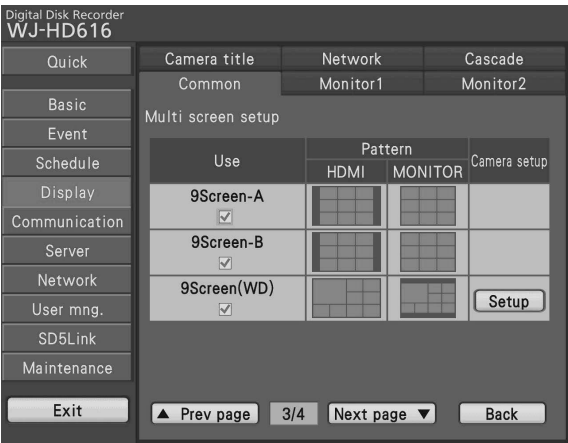 Digital Disk Recorder
WJ-HD616
Quick
Basic
Event
Schedule
Display
Communication
Server
Network
User mng.
SD5Link
Maintenance
Exit
Camera title Network Cascade
Common Monitor1 Monitor2
Multi screen setup
Use Pattern Camera setup
HDMI MONITOR
9Screen-A
9Screen-B
9Screen(WD)
Setup
▲ Prev page 3/4 Next page ▼ Back